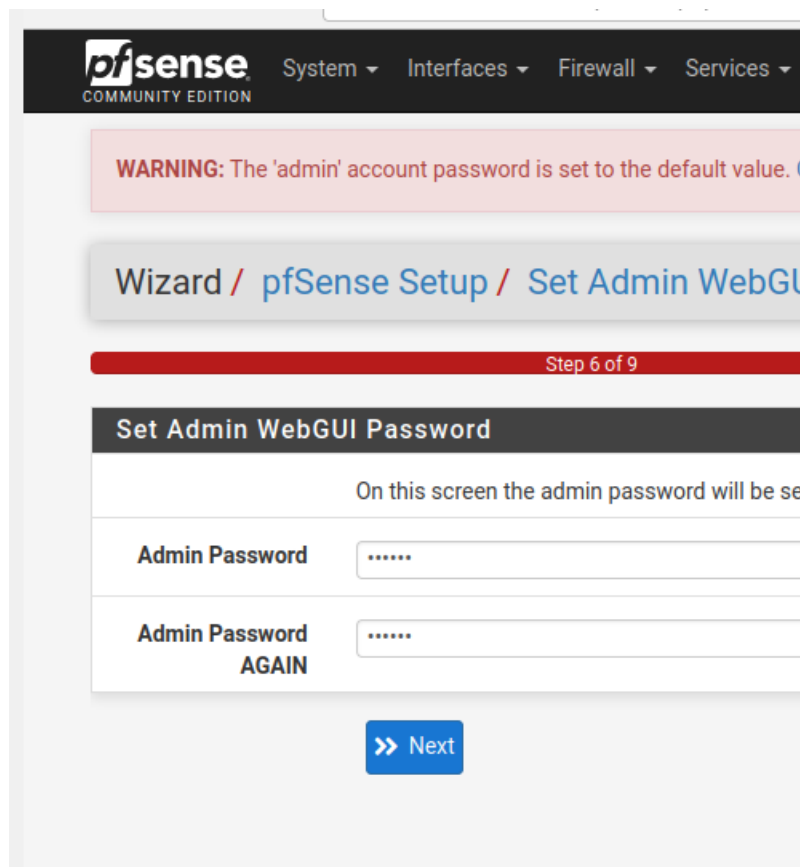 pfsense
COMMUNITY EDITION
System Interfaces Firewall Services
WARNING: The 'admin' account password is set to the default value.
Wizard / pfSense Setup / Set Admin WebGU
Step 6 of 9
Set Admin WebGUI Password
On this screen the admin password will be se
Admin Password ••••••
Admin Password ••••••
AGAIN
Next